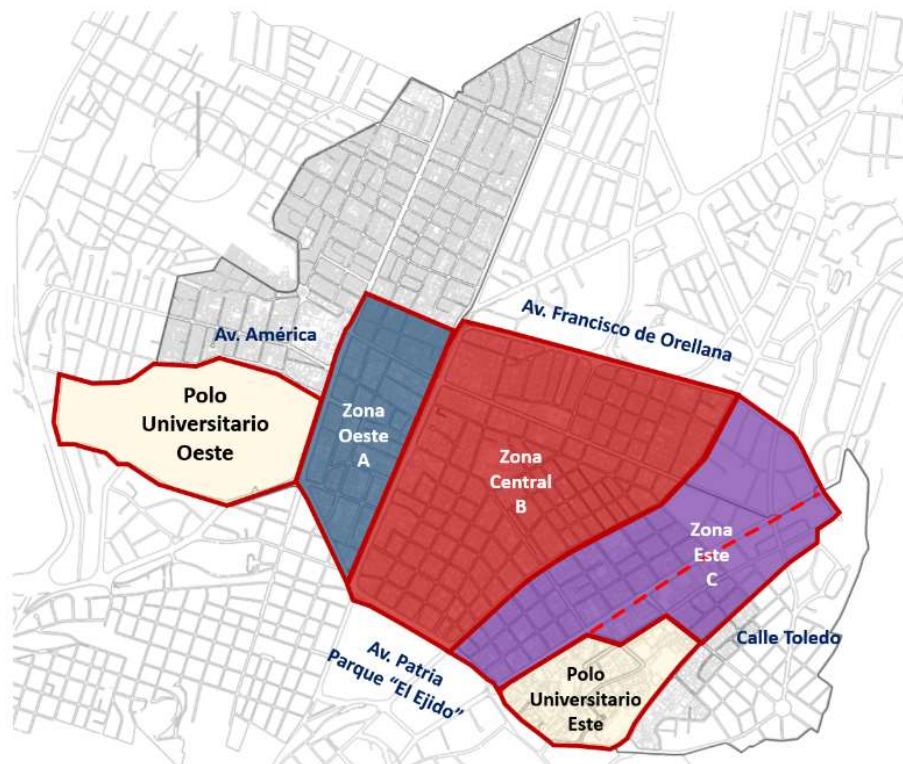 Av. Francisco de Orellana
Av. América
Polo
Universitario
Oeste
Zona
Oeste
A
Zona
Central
B
Zona
Este
C
Calle Toledo
Av. Patria
Parque "El Ejido"
Polo
Universitario
Este